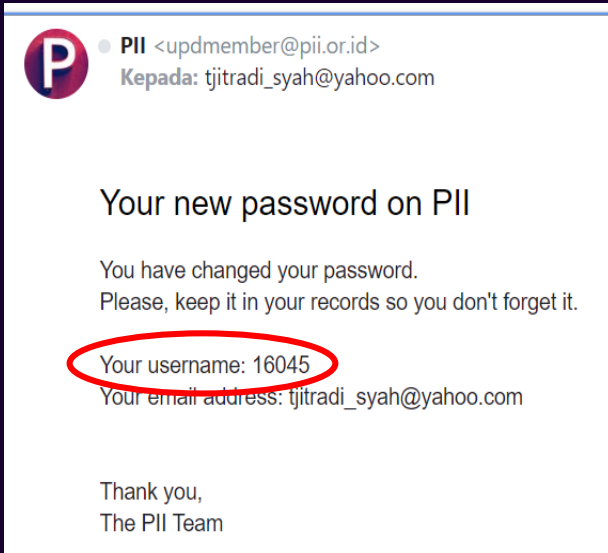 P
PII <updmember@pii.or.id>
Kepada: tjitradi_syah@yahoo.com
Your new password on PII
You have changed your password.
Please, keep it in your records so you don't forget it.
Your username: 16045
Your email address: tjitradi_syah@yahoo.com
Thank you,
The PII Team